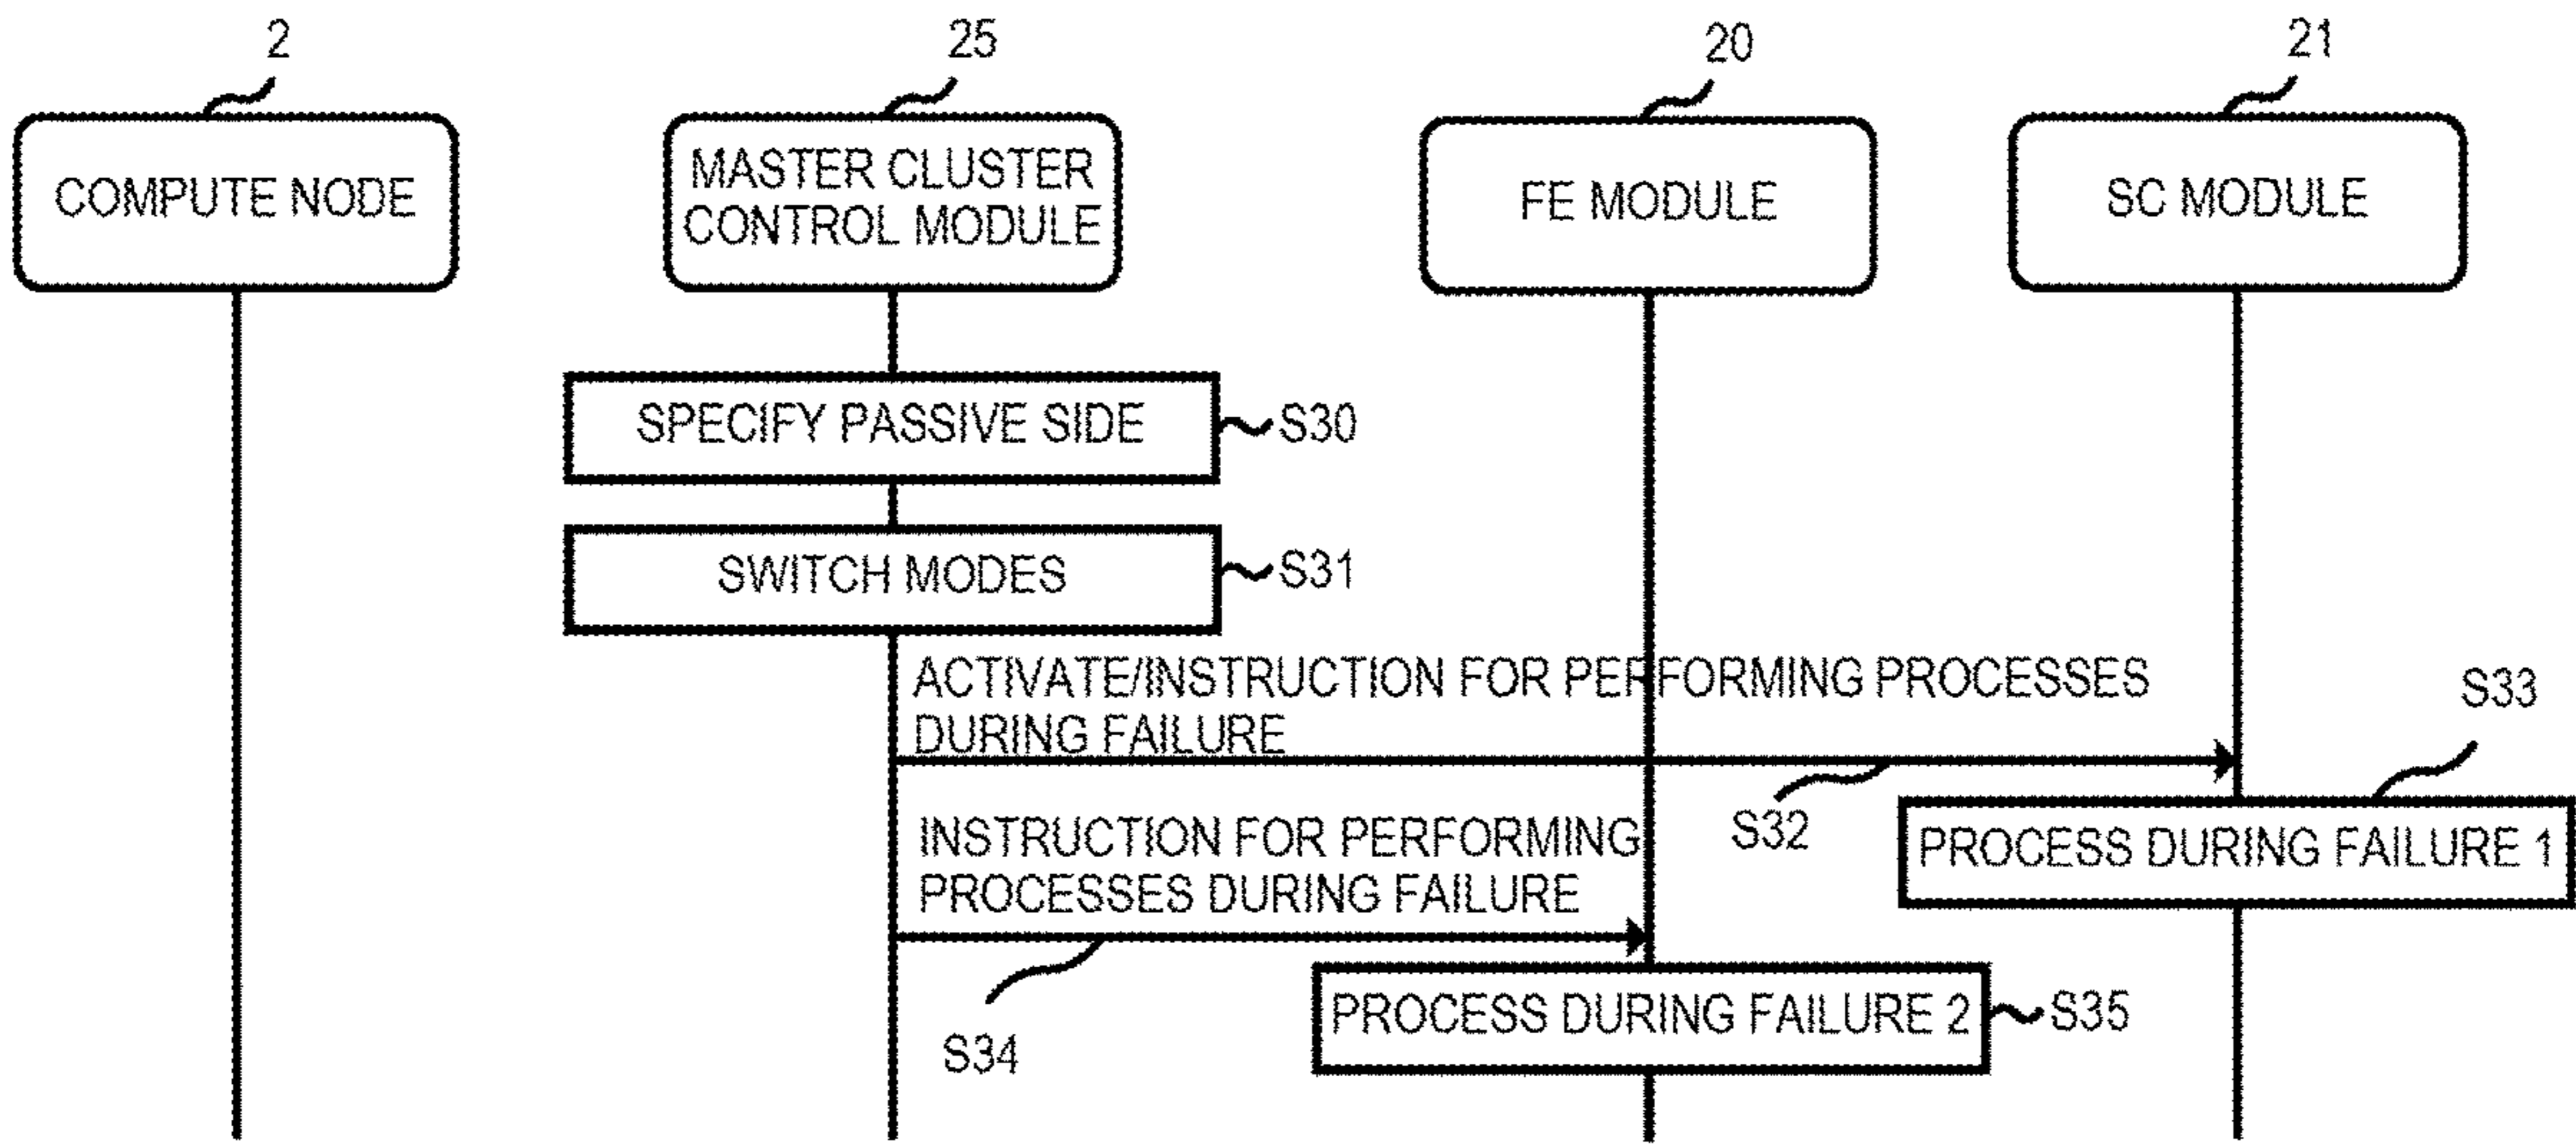 2
25
20
21
COMPUTE NODE
MASTER CLUSTER
CONTROL MODULE
FE MODULE
SC MODULE
SPECIFY PASSIVE SIDE
S30
SWITCH MODES
S31
ACTIVATE/INSTRUCTION FOR PERFORMING PROCESSES
DURING FAILURE
S33
S32
INSTRUCTION FOR PERFORMING
PROCESSES DURING FAILURE
PROCESS DURING FAILURE 1
S34
PROCESS DURING FAILURE 2
S35